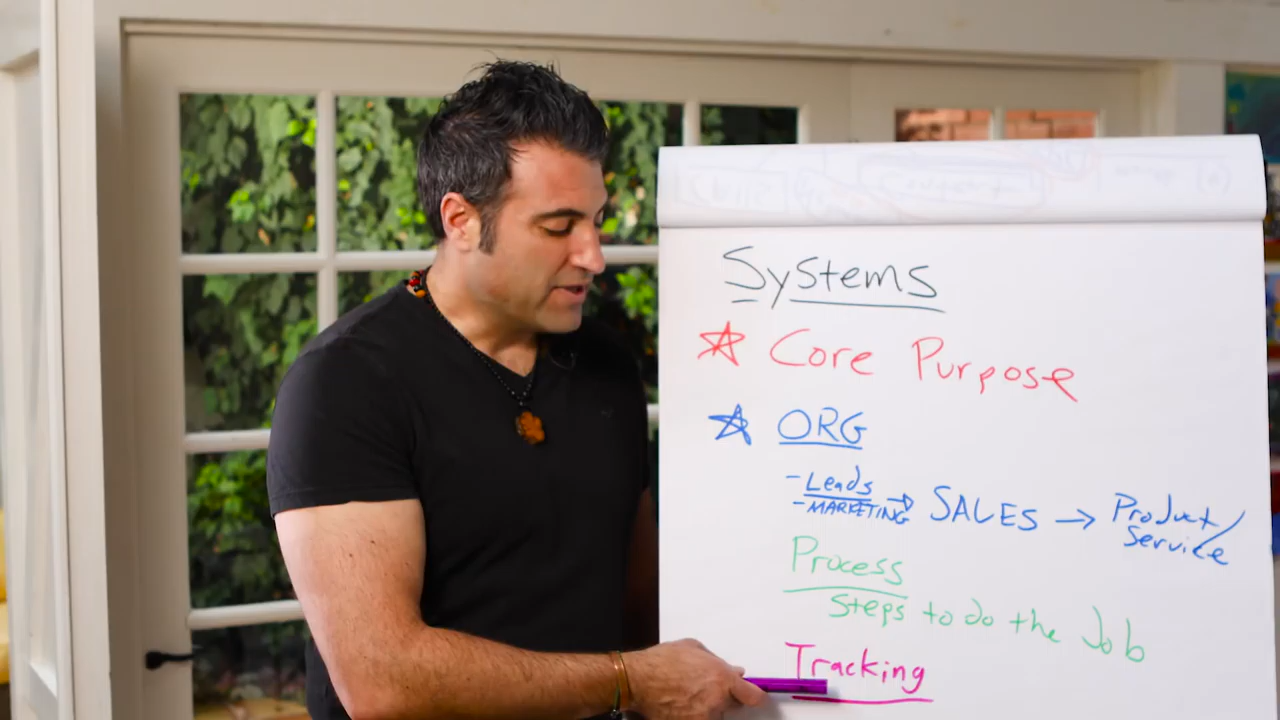 Systems
Core Purpose
ORG
- Leads
- MARKETING → SALES → Product/
Service
Process
Steps to do the Job
Tracking